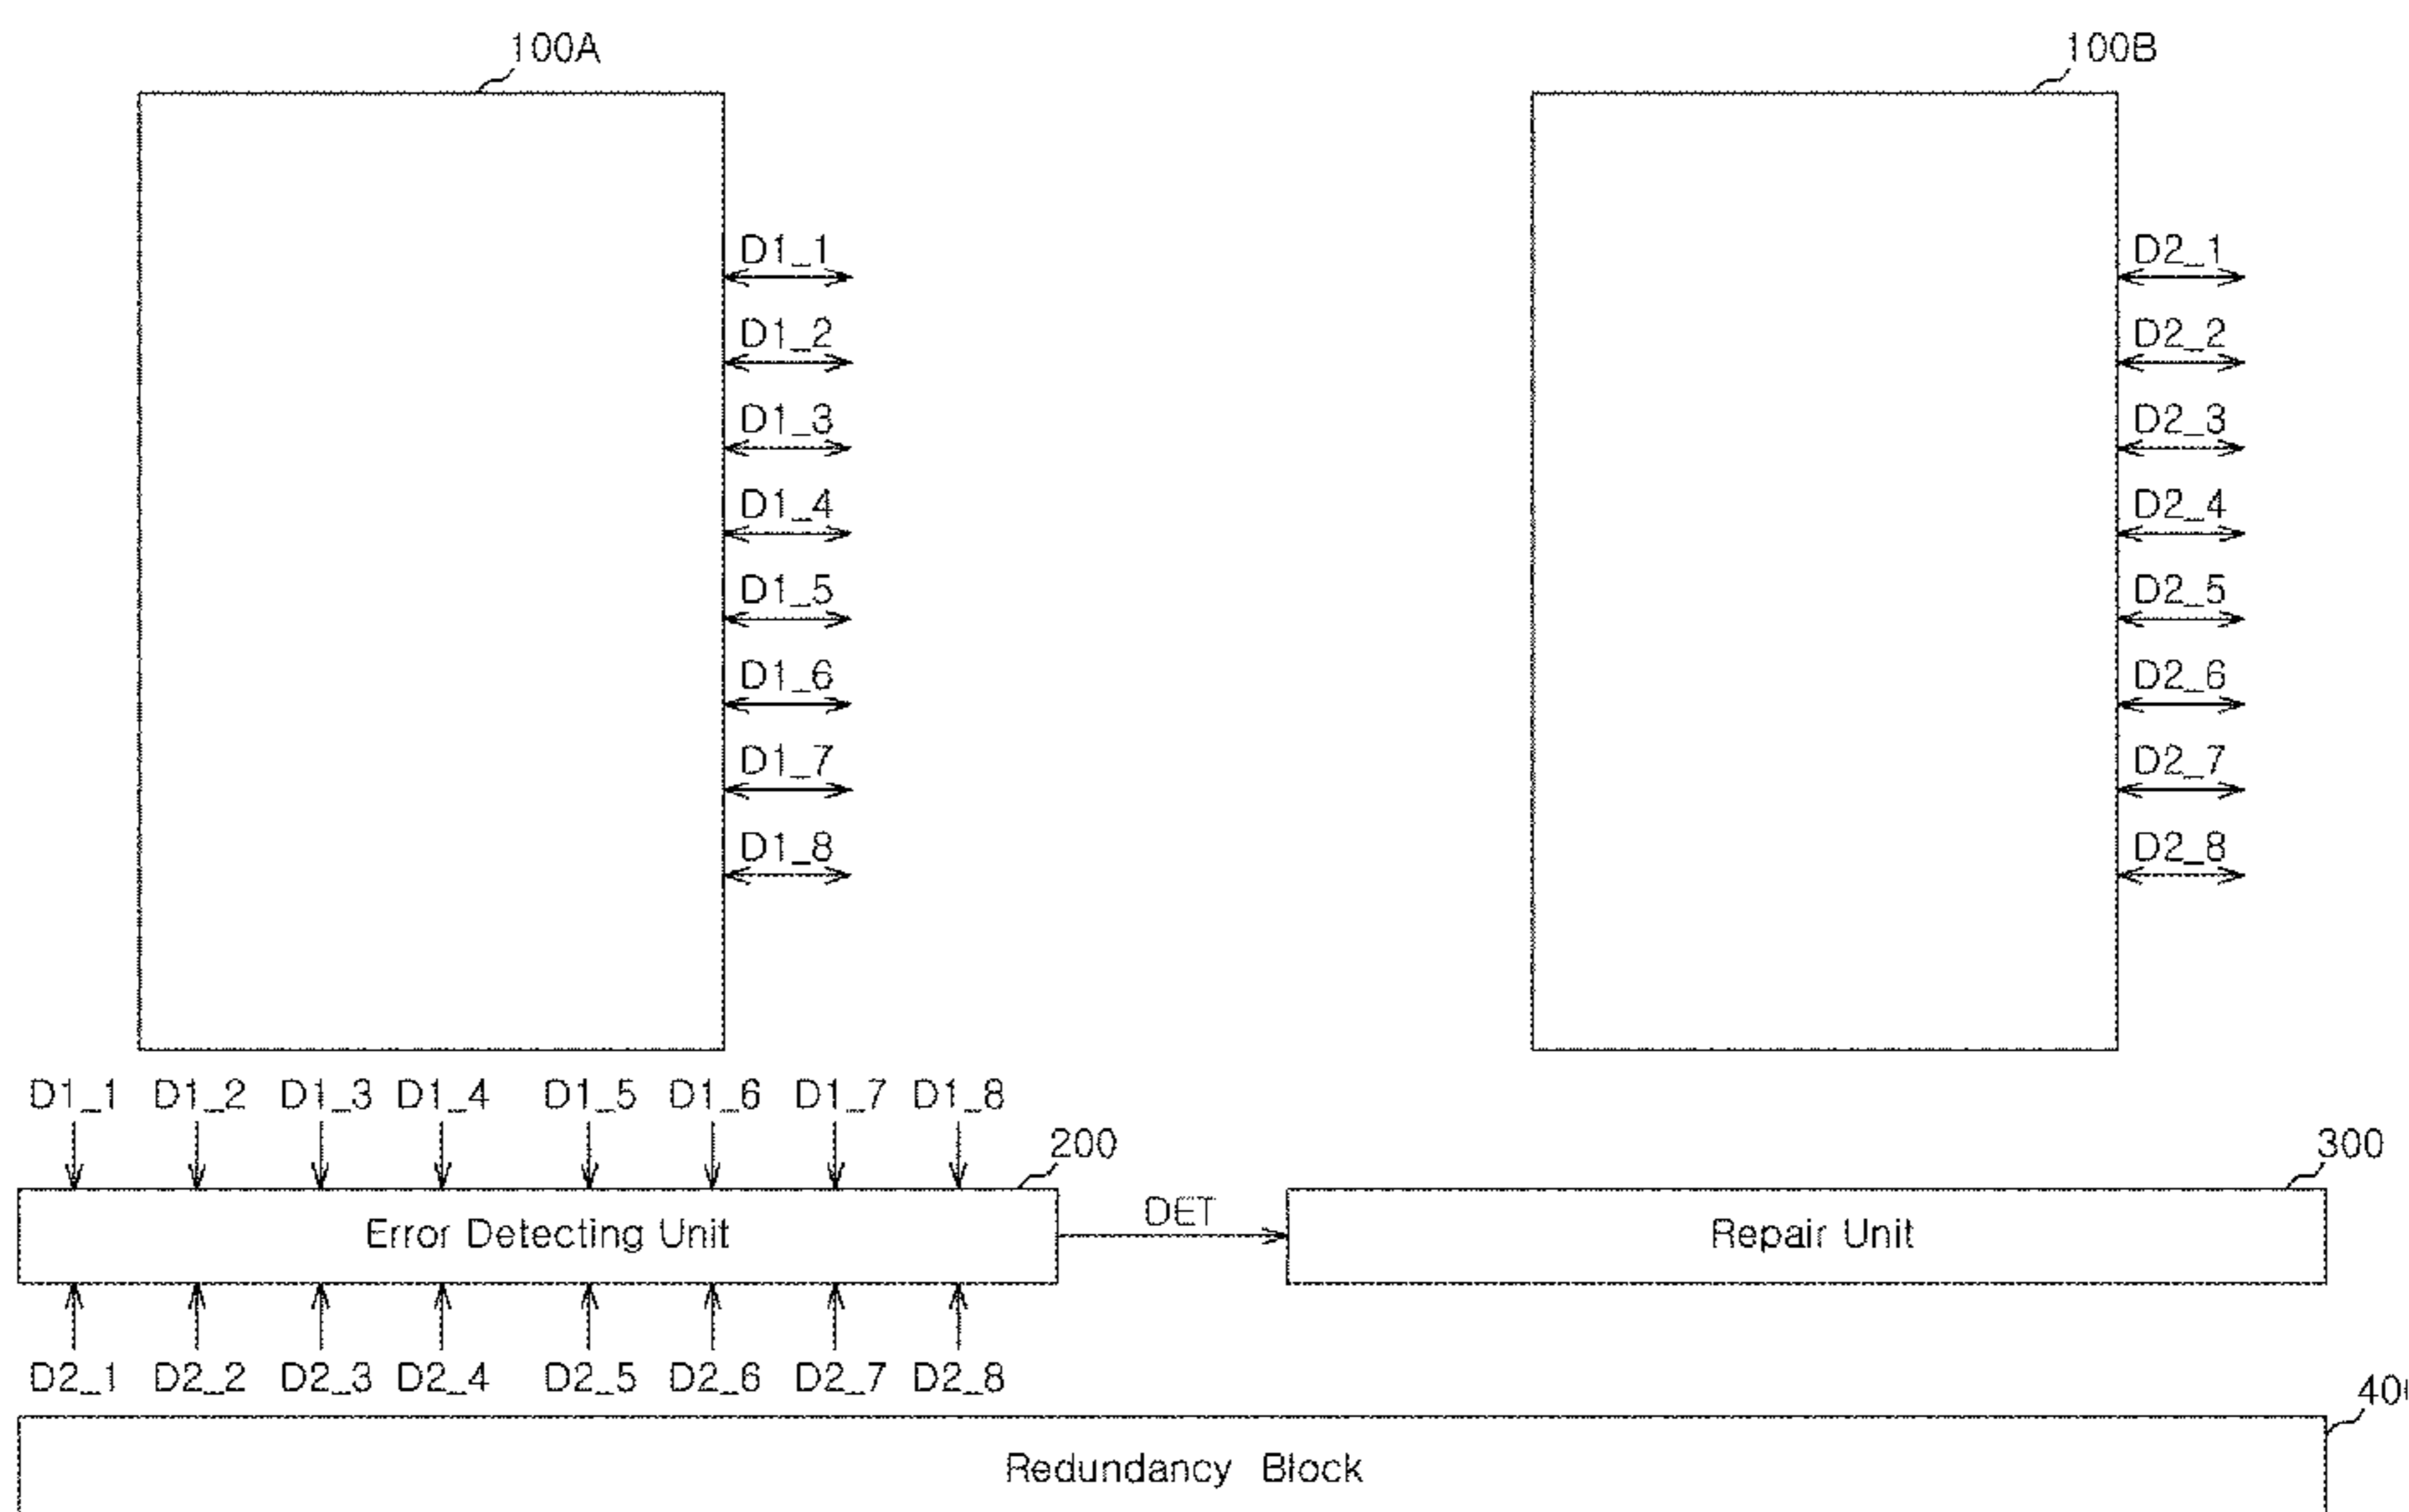 100A 100B
D1_1 D2_1
D1_2 D2_2
D1_3 D2_3
D1_4 D2_4
D1_5 D2_5
D1_6 D2_6
D1_7 D2_7
D1_8 D2_8
D1_1 D1_2 D1_3 D1_4 D1_5 D1_6 D1_7 D1_8
200 300
Error Detecting Unit DET Repair Unit
D2_1 D2_2 D2_3 D2_4 D2_5 D2_6 D2_7 D2_8
Redundancy Block